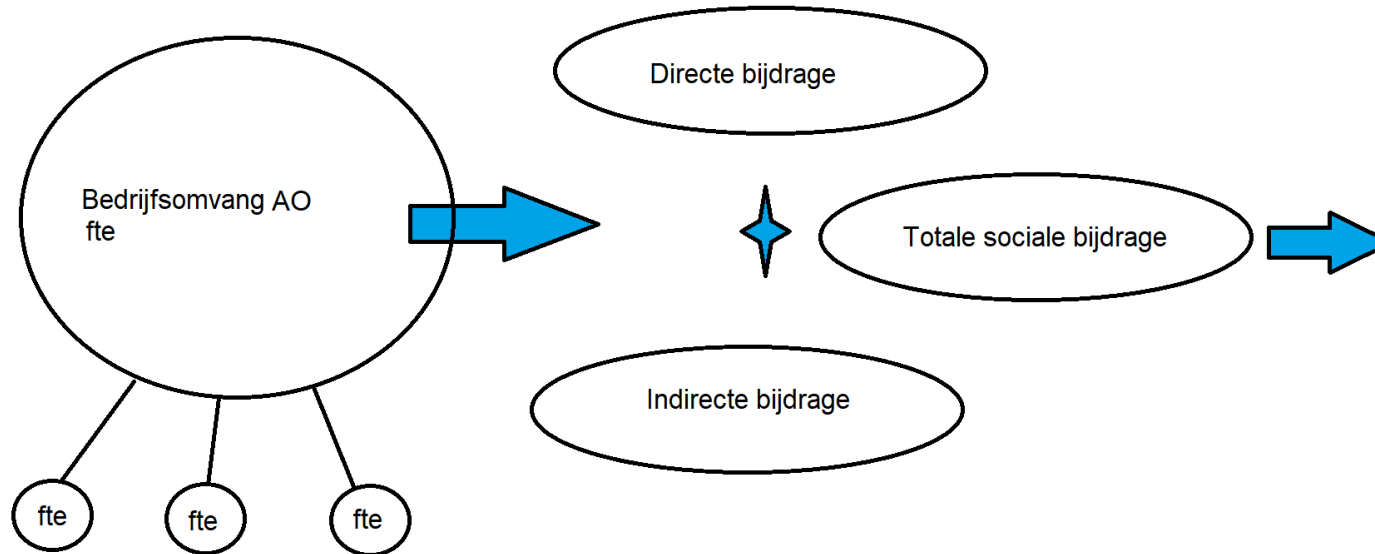 Directe bijdrage
Bedrijfsomvang AO
fte
Totale sociale bijdrage
Indirecte bijdrage
fte
fte
fte